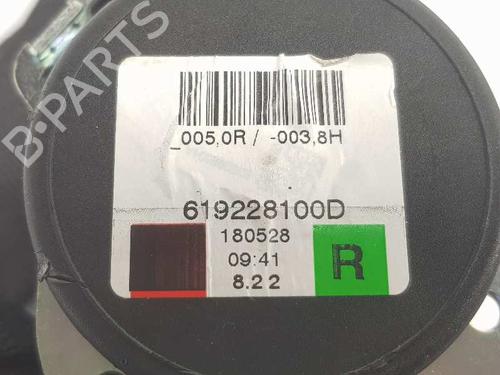 B-PARTS
_005,0R / -003,8H
619228100D
180528
09:41
8.2 2
R